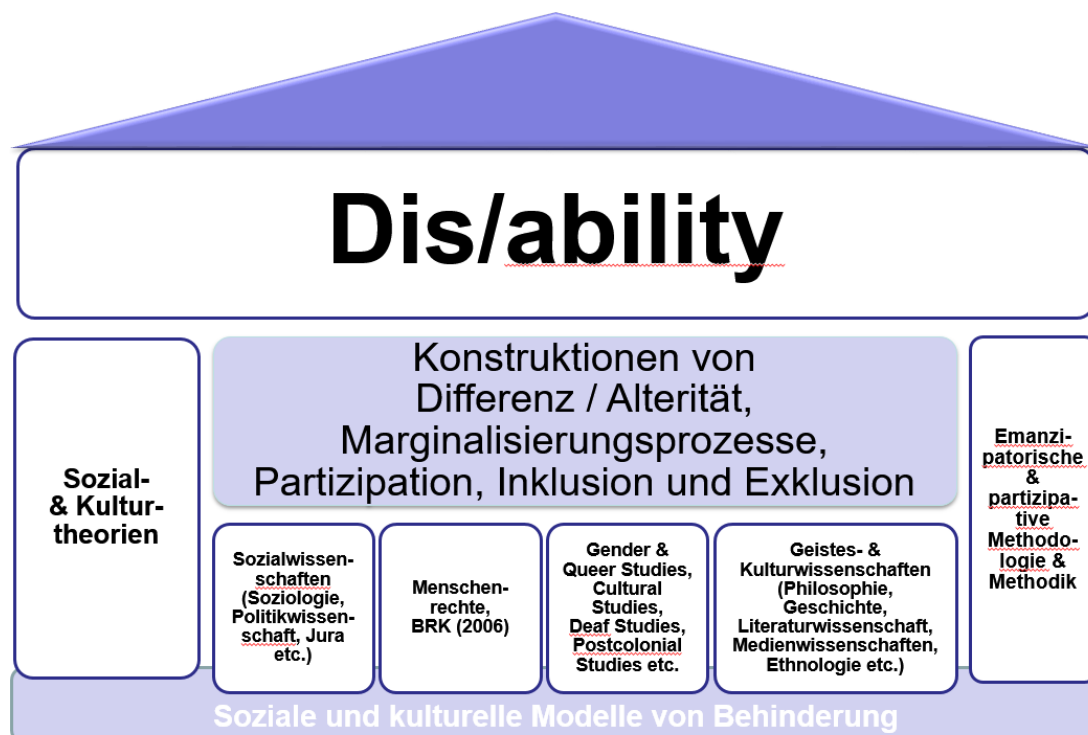 Dis/ability
Sozial-
& Kultur-
theorien
Konstruktionen von
Differenz / Alterität,
Marginalisierungsprozesse,
Partizipation, Inklusion und Exklusion
Emanzi-
patorische
&
partizipa-
tive
Methodo-
logie &
Methodik
Sozialwissen-
schaften
(Soziologie,
Politikwissen-
schaft, Jura
etc.)
Menschen-
rechte,
BRK (2006)
Gender &
Queer Studies,
Cultural
Studies,
Deaf Studies,
Postcolonial
Studies etc.
Geistes- &
Kulturwissenschaften
(Philosophie,
Geschichte,
Literaturwissenschaft,
Medienwissenschaften,
Ethnologie etc.)
Soziale und kulturelle Modelle von Behinderung